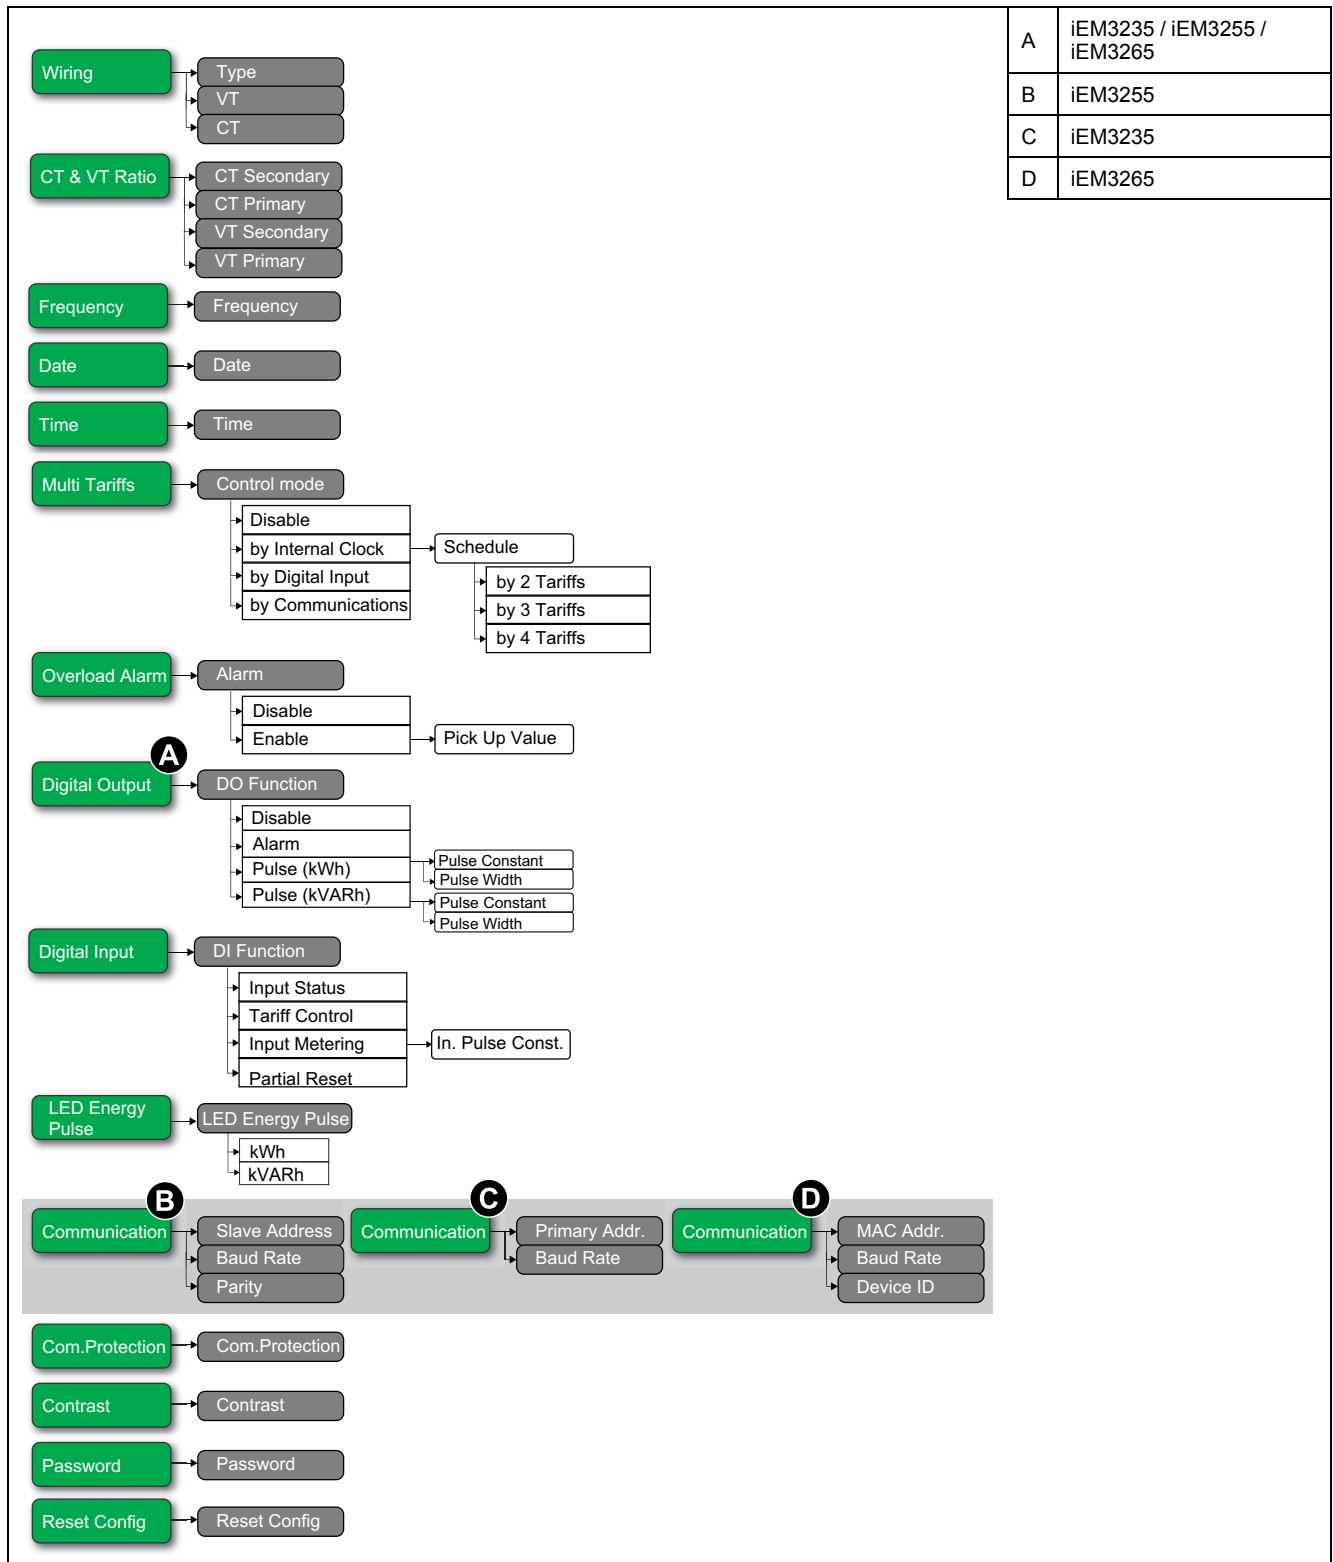 A
iEM3235 / iEM3255 /
iEM3265
B
iEM3255
C
iEM3235
D
iEM3265
Wiring
Type
VT
CT
CT & VT Ratio
CT Secondary
CT Primary
VT Secondary
VT Primary
Frequency
Frequency
Date
Date
Time
Time
Multi Tariffs
Control mode
Disable
by Internal Clock
Schedule
by Digital Input
by 2 Tariffs
by Communications
by 3 Tariffs
by 4 Tariffs
Overload Alarm
Alarm
Disable
Enable
Pick Up Value
A
Digital Output
DO Function
Disable
Alarm
Pulse (kWh)
Pulse Constant
Pulse Width
Pulse (kVARh)
Pulse Constant
Pulse Width
Digital Input
DI Function
Input Status
Tariff Control
Input Metering
In. Pulse Const.
Partial Reset
LED Energy
Pulse
LED Energy Pulse
kWh
kVARh
B
Communication
Slave Address
Baud Rate
Parity
C
Communication
Primary Addr.
Baud Rate
D
Communication
MAC Addr.
Baud Rate
Device ID
Com.Protection
Com.Protection
Contrast
Contrast
Password
Password
Reset Config
Reset Config